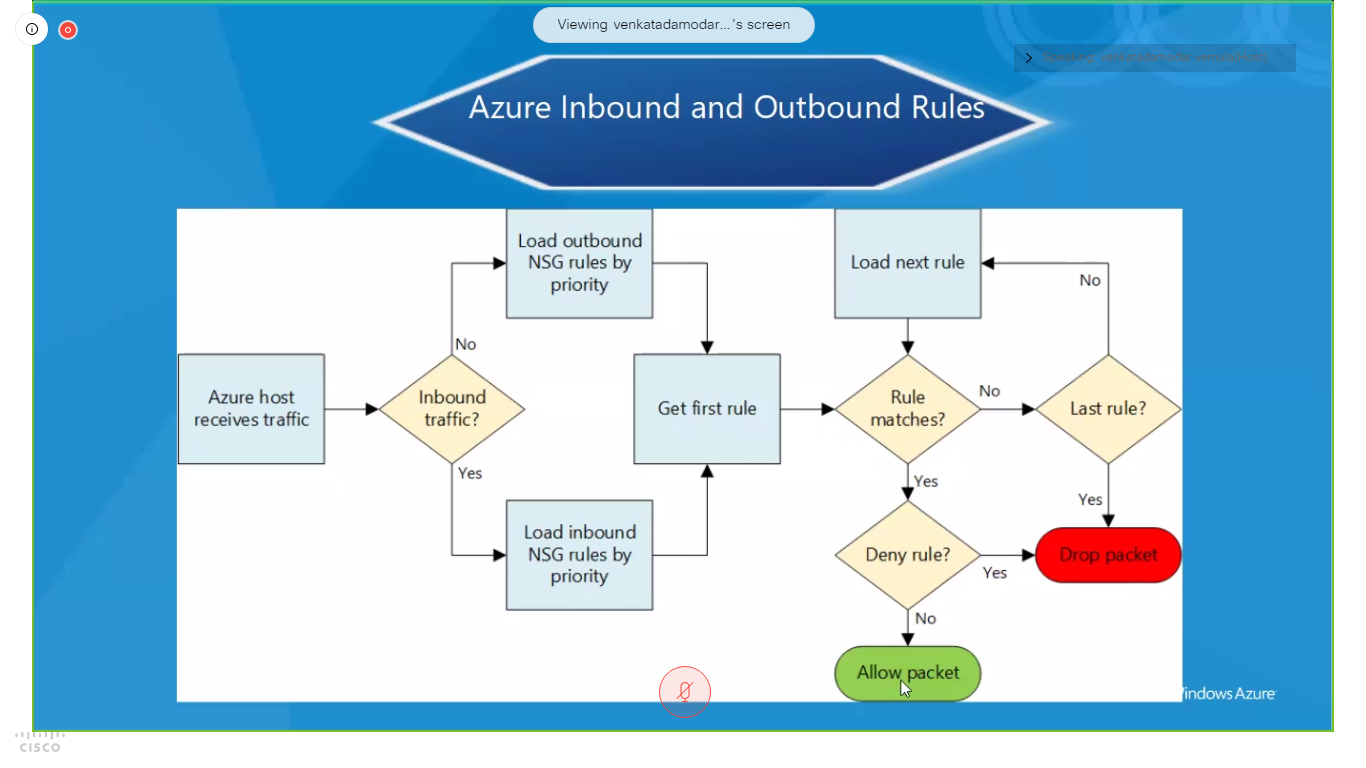 Viewing venkatadamodar...'s screen
Azure Inbound and Outbound Rules
Load outbound
NSG rules by
priority
Load next rule
No
No
Azure host
receives traffic
Inbound
traffic?
Get first rule
Rule
matches?
No
Last rule?
Yes
Yes
Yes
Load inbound
NSG rules by
priority
Deny rule?
Yes
Drop packet
No
Allow packet
Windows Azure
CISCO